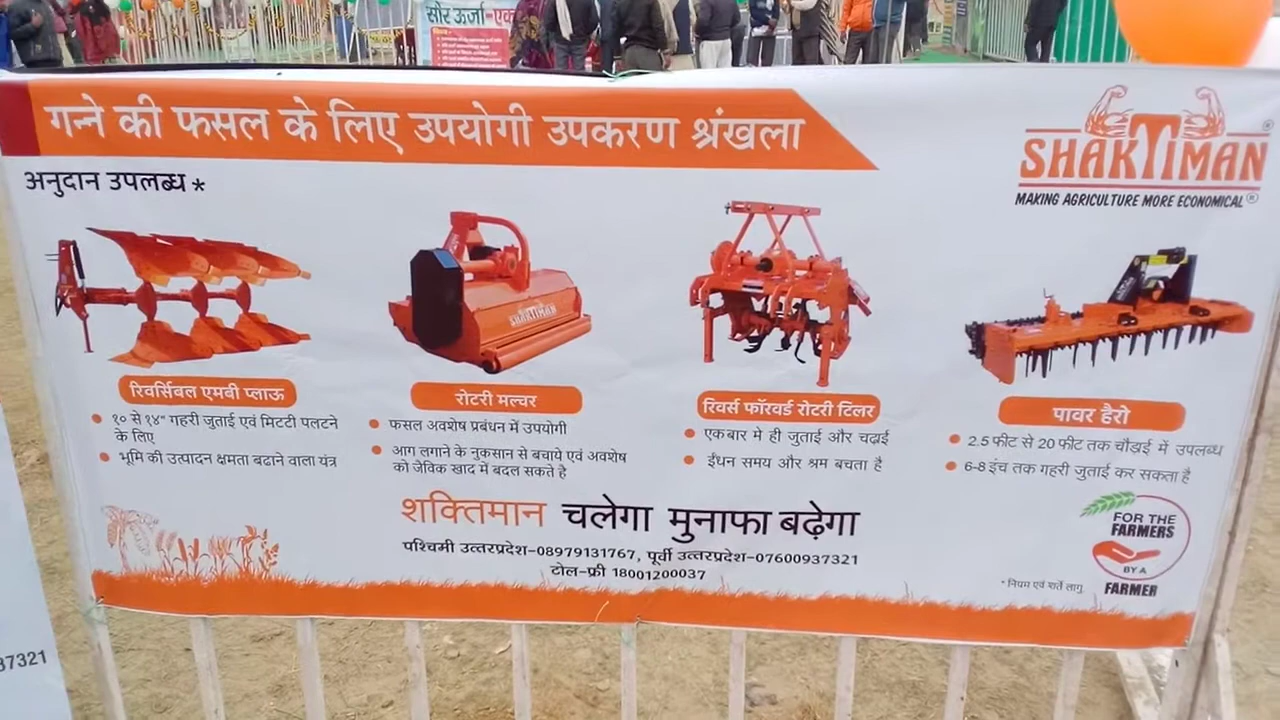 सौर ऊर्जा-एक
गन्ने की फसल के लिए उपयोगी उपकरण श्रंखला
SHAKTIMAN®
MAKING AGRICULTURE MORE ECONOMICAL®
अनुदान उपलब्ध *
SHAKTIMAN
रिवर्सिबल एमबी प्लाऊ
१० से १४" गहरी जुताई एवं मिटटी पलटने
के लिए
भूमि की उत्पादन क्षमता बढाने वाला यंत्र
रोटरी मल्चर
फसल अवशेष प्रबंधन में उपयोगी
आग लगाने के नुकसान से बचाये एवं अवशेष
को जैविक खाद में बदल सकते है
रिवर्स फॉरवर्ड रोटरी टिलर
एकबार मे ही जुताई और चढ़ाई
ईंधन समय और श्रम बचता है
पावर हैरो
2.5 फीट से 20 फीट तक चौड़ाई में उपलब्ध
6-8 इंच तक गहरी जुताई कर सकता है
शक्तिमान चलेगा मुनाफा बढ़ेगा
पश्चिमी उत्तरप्रदेश-08979131767, पूर्वी उत्तरप्रदेश-07600937321
टोल-फ्री 18001200037
FOR THE
FARMERS
BY A
FARMER
* नियम एवं शर्ते लागू
37321